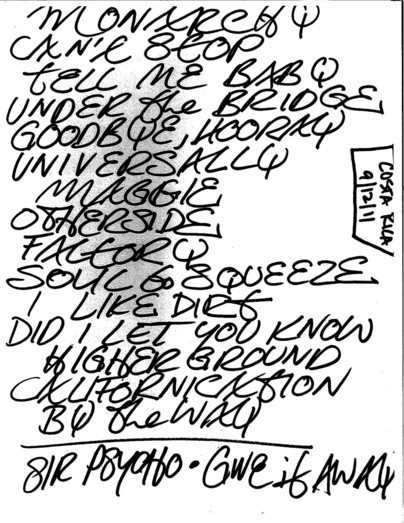 MONARCHY
CAN'T STOP
TELL ME BABY
UNDER the BRIDGE
GOODBYE, HOORAY
UNIVERSALLY
MAGGIE
OTHERSIDE
FACTORY
SOUL to SQUEEZE
I LIKE DIRT
DID I LET YOU KNOW
HIGHER GROUND
CALIFORNICATION
BY the WAY
SIR PSYCHO • GIVE it AWAY
COSTA RICA
9/12/11